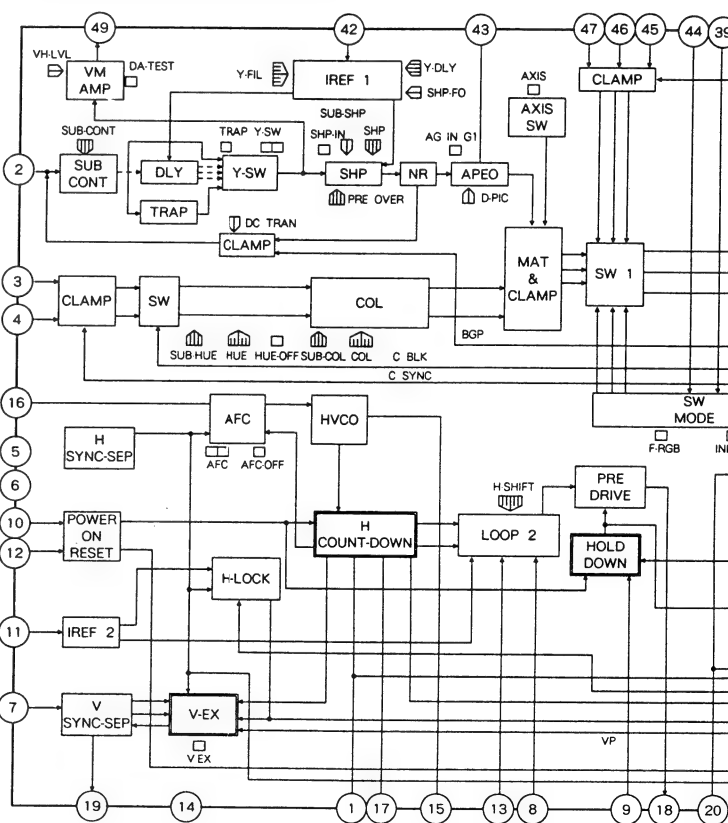 49
42
43
47
46
45
44
39
VH-LVL
VM
AMP
DA-TEST
Y-FIL
IREF 1
Y-DLY
SHP-FO
CLAMP
AXIS
AXIS
SW
SUB-SHP
SUB-CONT
TRAP Y-SW
SHP-IN
SHP
AG IN G1
2
SUB
CONT
DLY
Y-SW
SHP
NR
APEO
TRAP
PRE OVER
D-PIC
DC TRAN
CLAMP
MAT
&
CLAMP
SW 1
3
4
CLAMP
SW
COL
BGP
SUB-HUE HUE HUE-OFF SUB-COL COL C BLK
C SYNC
SW
MODE
F-RGB
INI
16
AFC
HVCO
5
H
SYNC-SEP
AFC
AFC-OFF
6
H-SHIFT
PRE
DRIVE
10
12
POWER
ON
RESET
H
COUNT-DOWN
LOOP 2
HOLD
DOWN
H-LOCK
11
IREF 2
7
V
SYNC-SEP
V-EX
V EX
VP
19
14
1
17
15
13
8
9
18
20